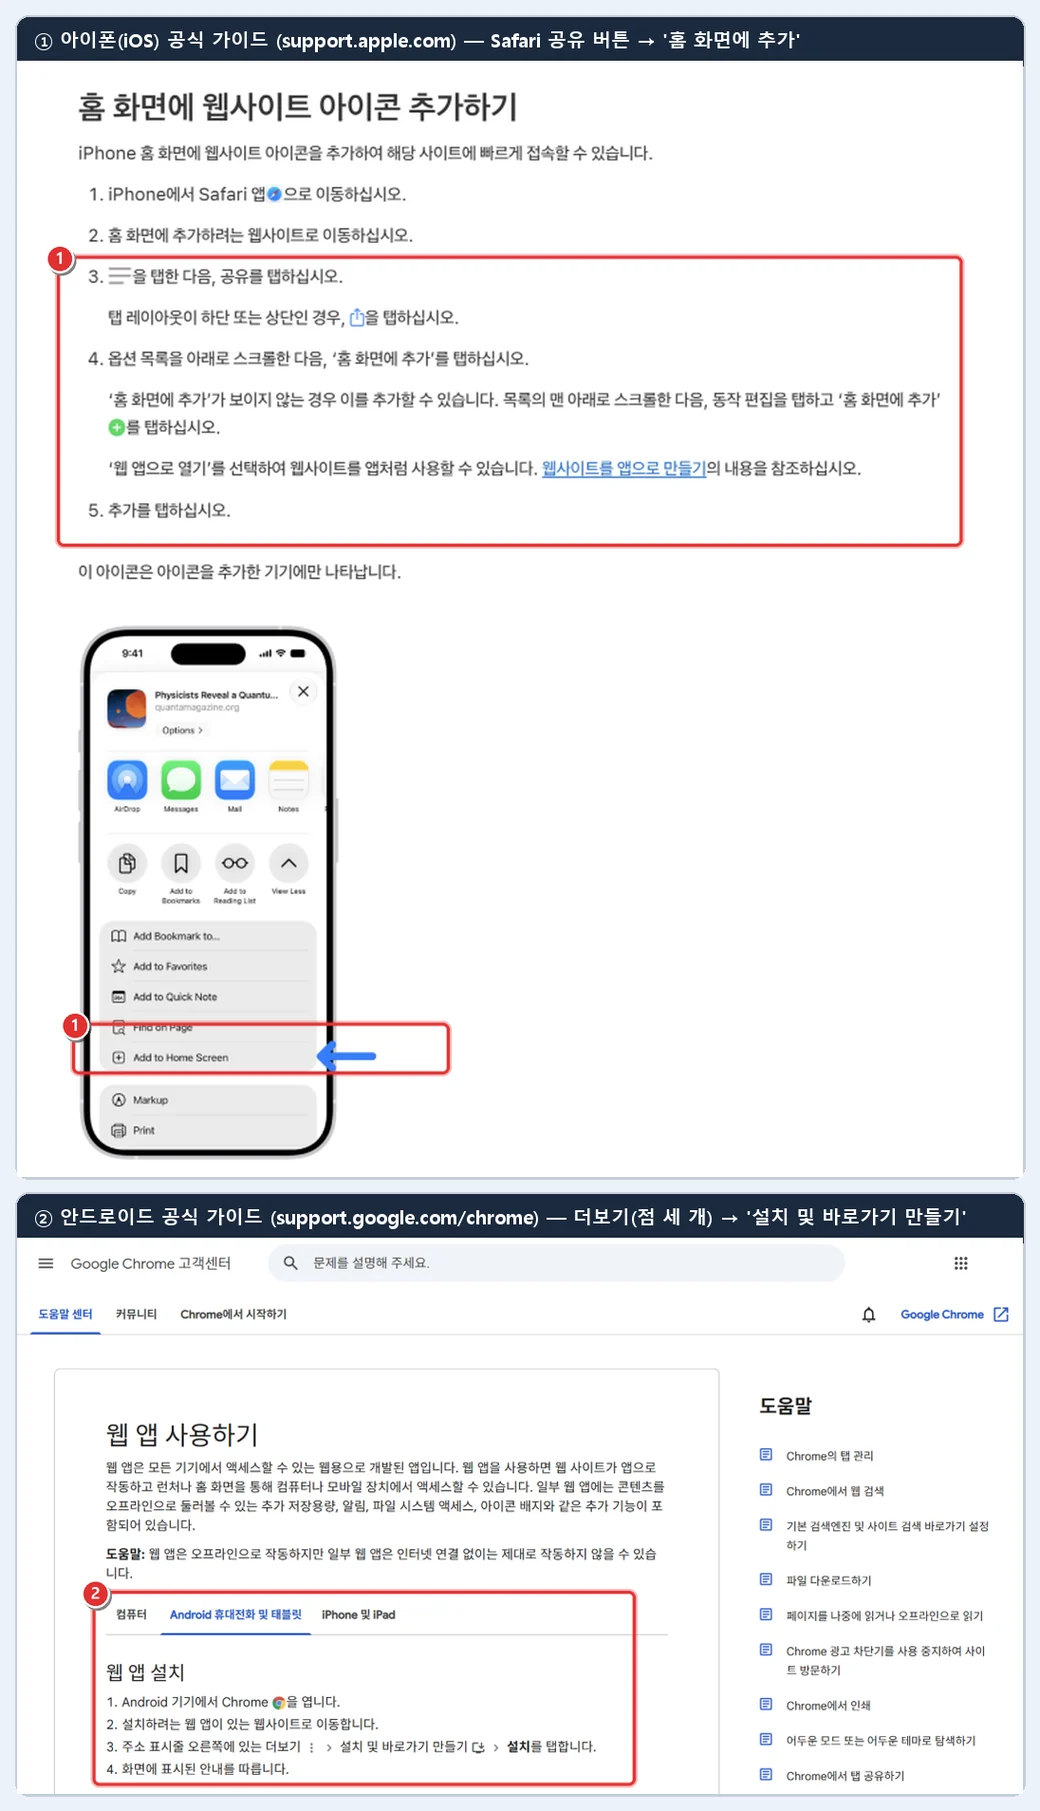 ① 아이폰(iOS) 공식 가이드 (support.apple.com) — Safari 공유 버튼 → '홈 화면에 추가'
홈 화면에 웹사이트 아이콘 추가하기
iPhone 홈 화면에 웹사이트 아이콘을 추가하여 해당 사이트에 빠르게 접속할 수 있습니다.
1. iPhone에서 Safari 앱으로 이동하십시오.
2. 홈 화면에 추가하려는 웹사이트로 이동하십시오.
1
3. 을 탭한 다음, 공유를 탭하십시오.
탭 레이아웃이 하단 또는 상단인 경우, 을 탭하십시오.
4. 옵션 목록을 아래로 스크롤한 다음, ‘홈 화면에 추가’를 탭하십시오.
‘홈 화면에 추가’가 보이지 않는 경우 이를 추가할 수 있습니다. 목록의 맨 아래로 스크롤한 다음, 동작 편집을 탭하고 ‘홈 화면에 추가’
를 탭하십시오.
‘웹 앱으로 열기’를 선택하여 웹사이트를 앱처럼 사용할 수 있습니다. 웹사이트를 앱으로 만들기의 내용을 참조하십시오.
5. 추가를 탭하십시오.
이 아이콘은 아이콘을 추가한 기기에만 나타납니다.
9:41
Physicists Reveal a Quantu...
quantamagazine.org
Options >
AirDrop Messages Mail Notes
Copy Add to Bookmarks Add to Reading List View Less
Add Bookmark to...
Add to Favorites
Add to Quick Note
1
Find on Page
Add to Home Screen
Markup
Print
② 안드로이드 공식 가이드 (support.google.com/chrome) — 더보기(점 세 개) → '설치 및 바로가기 만들기'
Google Chrome 고객센터
문제를 설명해 주세요.
도움말 센터 커뮤니티 Chrome에서 시작하기
Google Chrome
웹 앱 사용하기
웹 앱은 모든 기기에서 액세스할 수 있는 웹용으로 개발된 앱입니다. 웹 앱을 사용하면 웹 사이트가 앱으로
작동하고 런처나 홈 화면을 통해 컴퓨터나 모바일 장치에서 액세스할 수 있습니다. 일부 웹 앱에는 콘텐츠를
오프라인으로 둘러볼 수 있는 추가 저장용량, 알림, 파일 시스템 액세스, 아이콘 배지와 같은 추가 기능이 포
함되어 있습니다.
도움말: 웹 앱은 오프라인으로 작동하지만 일부 웹 앱은 인터넷 연결 없이는 제대로 작동하지 않을 수 있습
니다.
2
컴퓨터 Android 휴대전화 및 태블릿 iPhone 및 iPad
웹 앱 설치
1. Android 기기에서 Chrome 을 엽니다.
2. 설치하려는 웹 앱이 있는 웹사이트로 이동합니다.
3. 주소 표시줄 오른쪽에 있는 더보기 ⋮ > 설치 및 바로가기 만들기 > 설치를 탭합니다.
4. 화면에 표시된 안내를 따릅니다.
도움말
Chrome의 탭 관리
Chrome에서 웹 검색
기본 검색엔진 및 사이트 검색 바로가기 설정
하기
파일 다운로드하기
페이지를 나중에 읽거나 오프라인으로 읽기
Chrome 광고 차단기를 사용 중지하여 사이
트 방문하기
Chrome에서 인쇄
어두운 모드 또는 어두운 테마로 탐색하기
Chrome에서 탭 공유하기